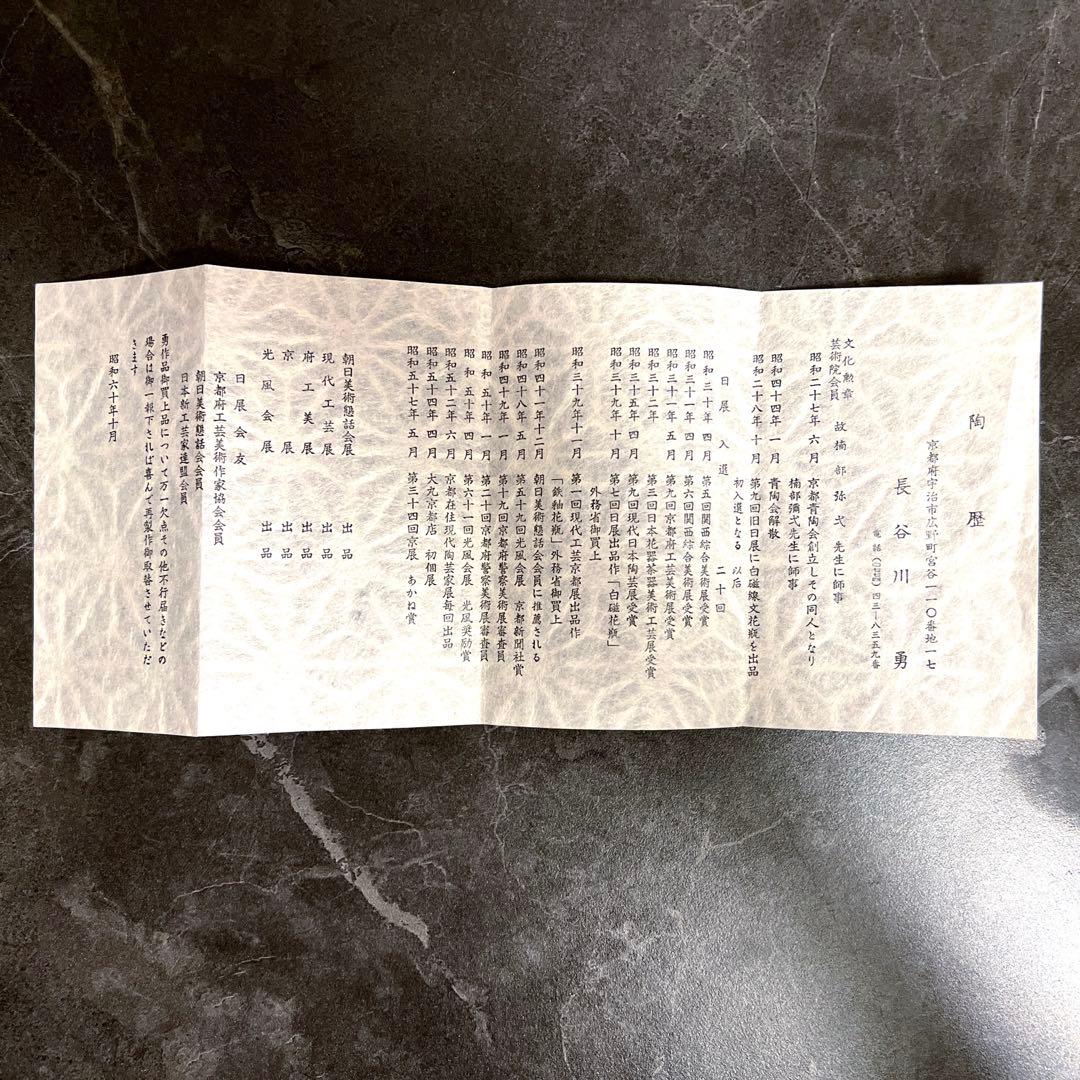 陶歴
京都府宇治市広野町宮谷一一〇番地一七
長谷川 勇
電話(〇七七四)四三―八三五九番
文化勲章
芸術院会員
故楠部弥弌先生に師事
昭和二十七年 六月 京都青陶会創立しその同人となり
楠部彌弌先生に師事
昭和四十四年 一月 青陶会解散
昭和二十八年 十月 第九回旧日展に白磁線文花瓶を出品
初入選となる 以后
日展入選 二十回
昭和三十年 四月 第五回関西綜合美術展受賞
昭和三十一年 四月 第六回関西綜合美術展受賞
昭和三十一年 五月 第九回京都府工芸美術展受賞
昭和三十二年 第三回日本花器茶器美術工芸展受賞
昭和三十五年 四月 第九回現代日本陶芸展受賞
昭和三十九年 十月 第七回日展出品作「白磁花瓶」
外務省御買上
昭和三十九年十一月 第一回現代工芸京都展出品作
「鉄釉花瓶」外務省御買上
昭和四十一年十二月 朝日美術懇話会会員に推薦される
昭和四十八年 五月 第五十九回光風会展 京都新聞社賞
昭和四十九年 一月 第十九回京都府警察美術展審査員
昭和 五十年 一月 第二十回京都府警察美術展審査員
昭和 五十年 四月 第六十一回光風会展 光風奨励賞
昭和五十二年 六月 京都在住現代陶芸家展毎回出品
昭和五十四年 四月 大丸京都店 初個展
昭和五十七年 五月 第三十四回京展 あかね賞
朝日美術懇話会展 出品
現代工芸展 出品
府工美展 出品
京展 出品
光風会展 出品
日展会友
京都府工芸美術作家協会会員
朝日美術懇話会会員
日本新工芸家連盟会員
勇作品御買上品について万一欠点その他不行届きなどの
場合は御一報下されば喜んで再製作御取替させていただ
きます
昭和六十年十月